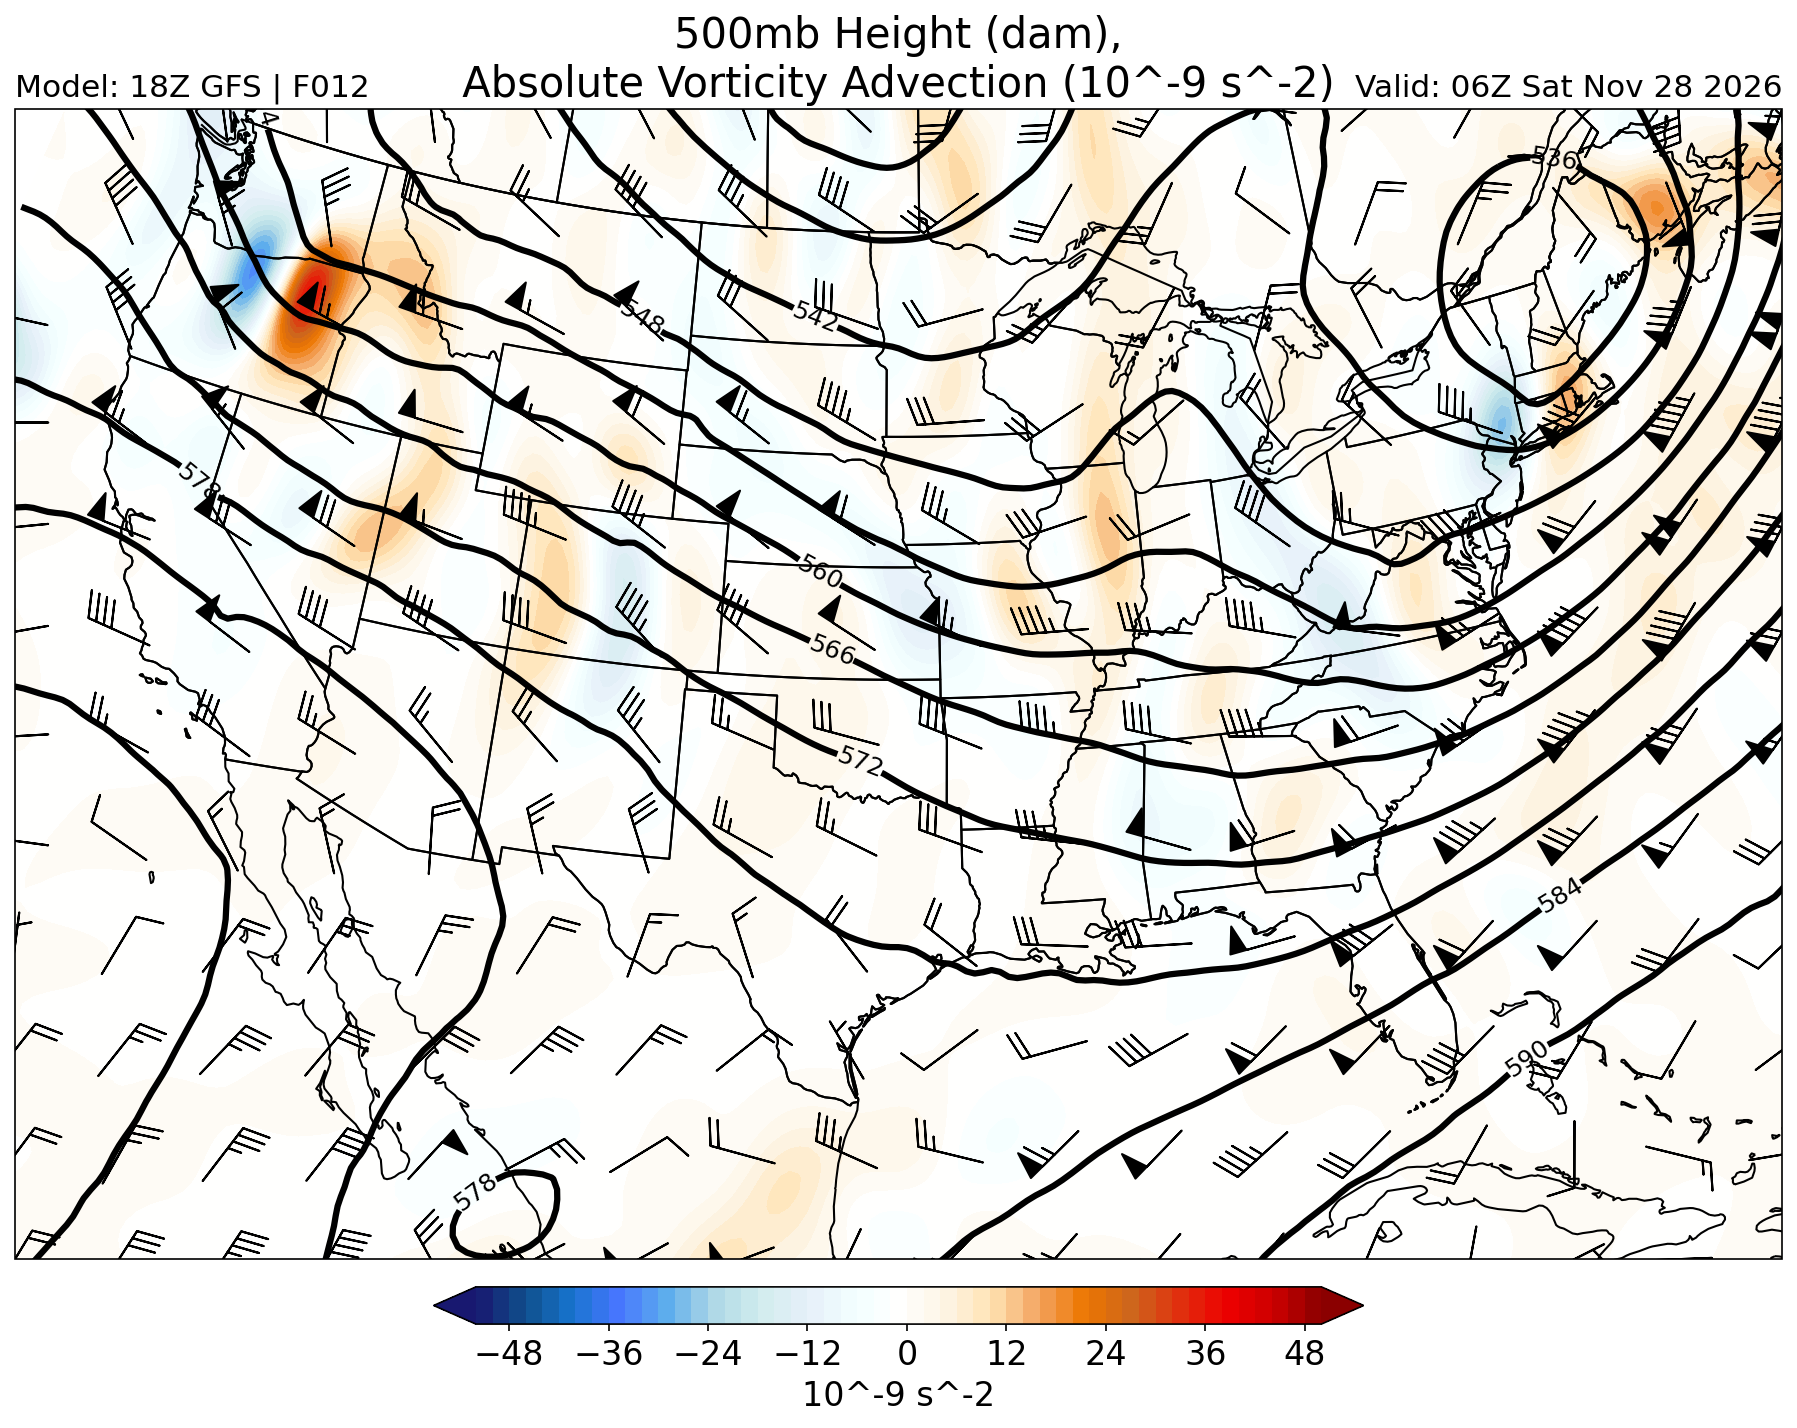 500mb Height (dam),
Model: 18Z GFS | F012
Absolute Vorticity Advection (10^-9 s^-2)
Valid: 06Z Sat Nov 28 2026
536
548
542
578
560
566
572
584
590
578
−48 −36 −24 −12 0 12 24 36 48
10^-9 s^-2